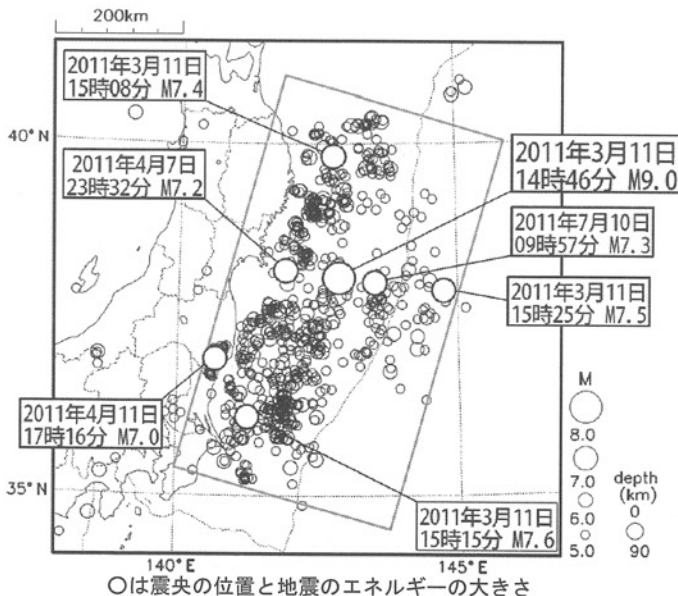 200km
2011年3月11日
15時08分 M7.4
40°N
2011年3月11日
14時46分 M9.0
2011年4月7日
23時32分 M7.2
2011年7月10日
09時57分 M7.3
2011年3月11日
15時25分 M7.5
2011年4月11日
17時16分 M7.0
M
8.0
7.0
6.0
5.0
depth
(km)
0
90
35°N
2011年3月11日
15時15分 M7.6
140°E
145°E
○は震央の位置と地震のエネルギーの大きさ